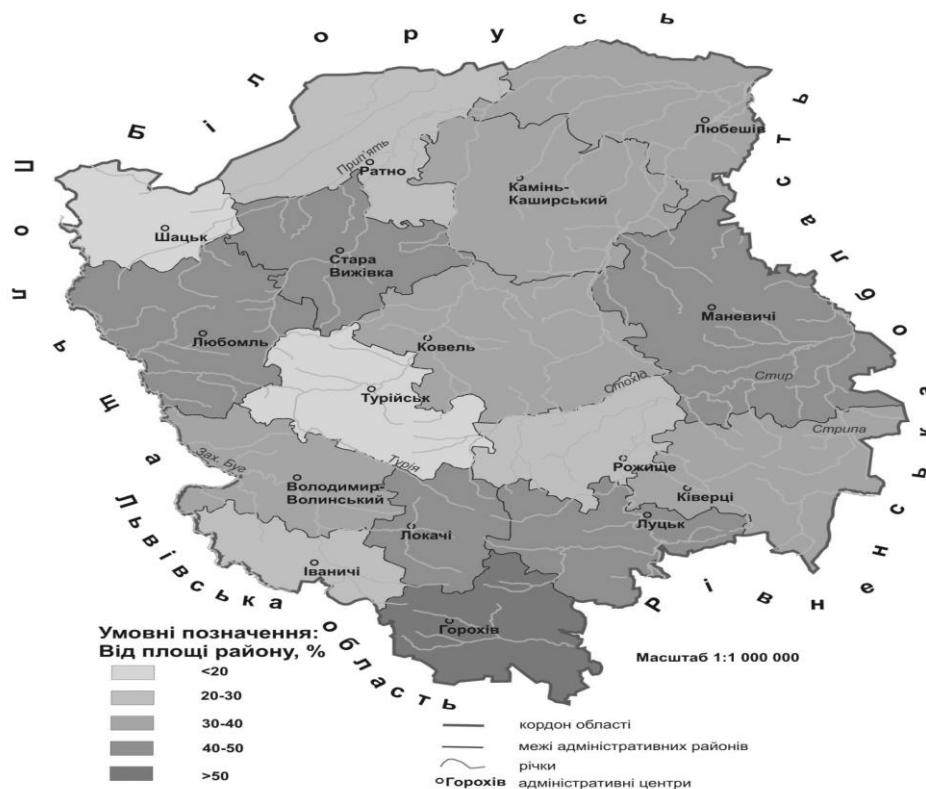 Білорусь
Польща
Львівська область
Рівненська область
Прип'ять
Ратно
Любешів
Камінь-
Каширський
Шацьк
Стара
Вижівка
Маневичі
Любомль
Ковель
Турійськ
Стохід
Стир
Стрипа
Турія
Рожище
Зах. Буг
Володимир-
Волинський
Ківерці
Луцьк
Локачі
Іваничі
Горохів
Умовні позначення:
Від площі району, %
<20
20-30
30-40
40-50
>50
Масштаб 1:1 000 000
кордон області
межі адміністративних районів
річки
Горохів адміністративні центри